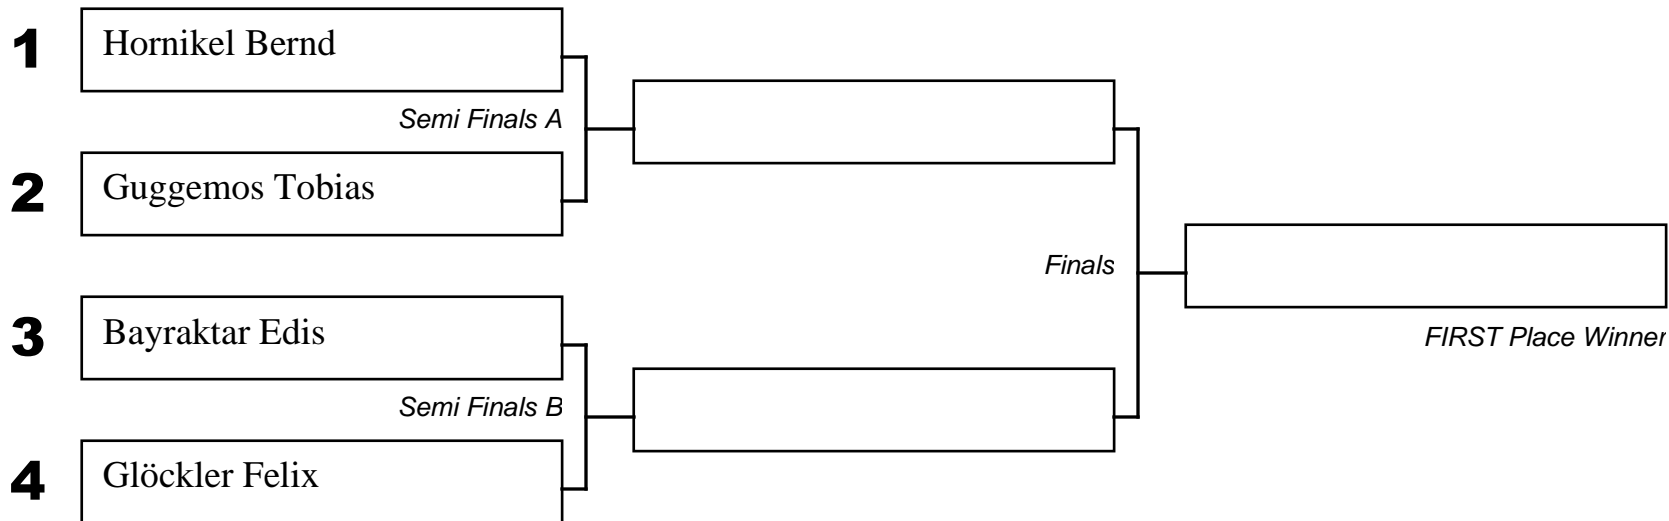 1 Hornikel Bernd
Semi Finals A
2 Guggemos Tobias
Finals
3 Bayraktar Edis
FIRST Place Winner
Semi Finals B
4 Glöckler Felix